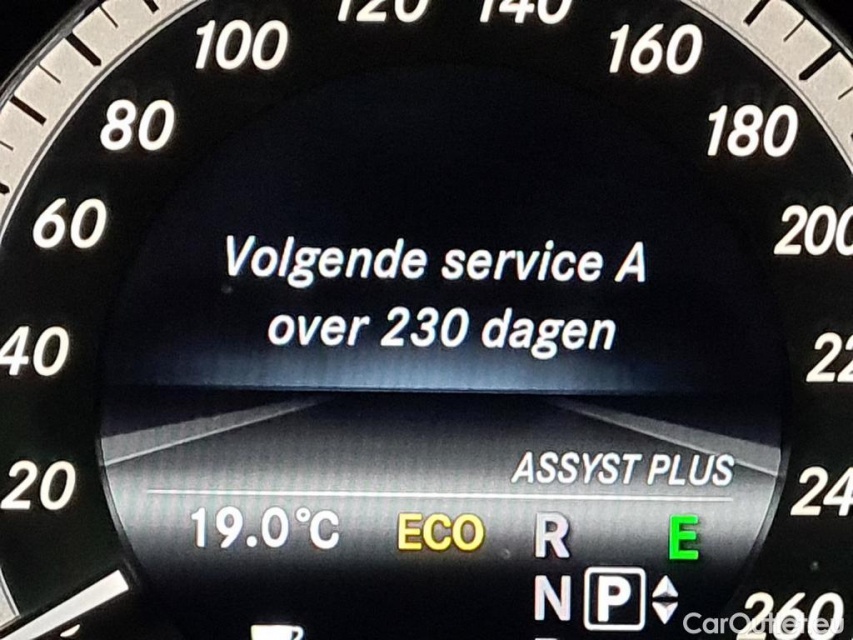 120 140
100 160
80 180
60 200
Volgende service A
over 230 dagen
40
20
ASSYST PLUS
19.0°C ECO R E
N P
260
CarOutlet.eu